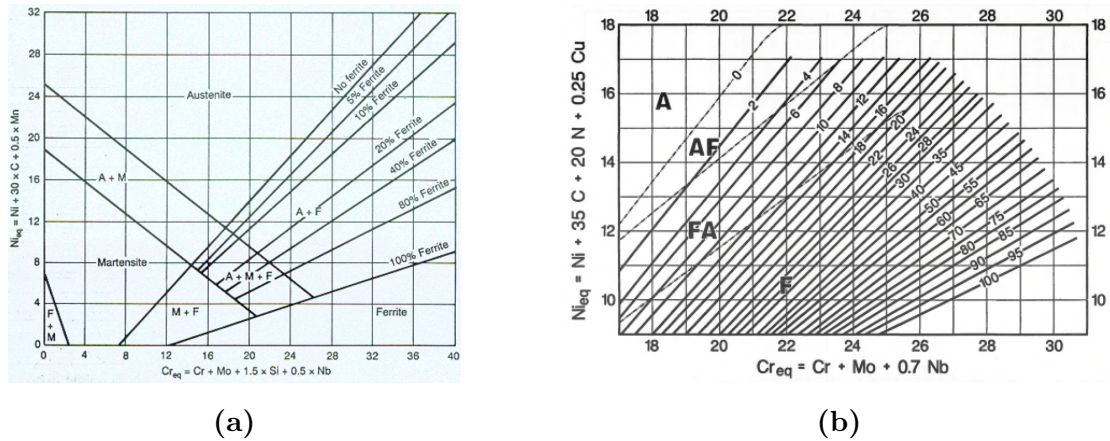 32
28
24
20
16
12
8
4
0
Ni_eq = Ni + 30 × C + 0.5 × Mn
No ferrite
5% Ferrite
10% Ferrite
Austenite
20% Ferrite
40% Ferrite
A + M
A + F
80% Ferrite
100% Ferrite
Martensite
A + M + F
F + M
M + F
Ferrite
0 4 8 12 16 20 24 28 32 36 40
Cr_eq = Cr + Mo + 1.5 × Si + 0.5 × Nb
(a)
18 20 22 24 26 28 30
18 18
16 16
14 14
12 12
10 10
Ni_eq = Ni + 35 C + 20 N + 0.25 Cu
A
AF
FA
F
0
2
4
6
8
10
12
14
16
18
20
22
24
26
28
30
35
40
45
50
55
60
65
70
75
80
85
90
95
100
18 20 22 24 26 28 30
Cr_eq = Cr + Mo + 0.7 Nb
(b)